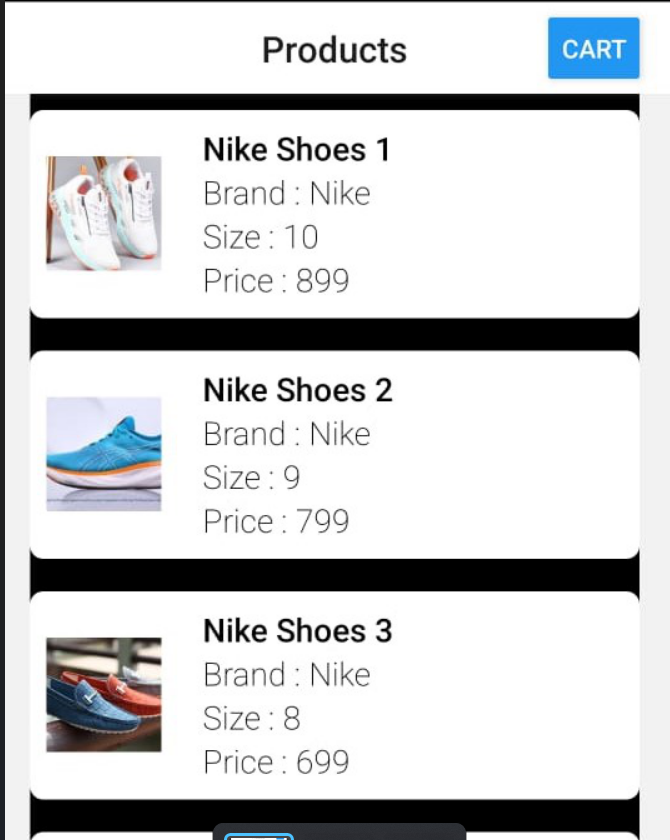 Products
CART
Nike Shoes 1
Brand : Nike
Size : 10
Price : 899
Nike Shoes 2
Brand : Nike
Size : 9
Price : 799
Nike Shoes 3
Brand : Nike
Size : 8
Price : 699